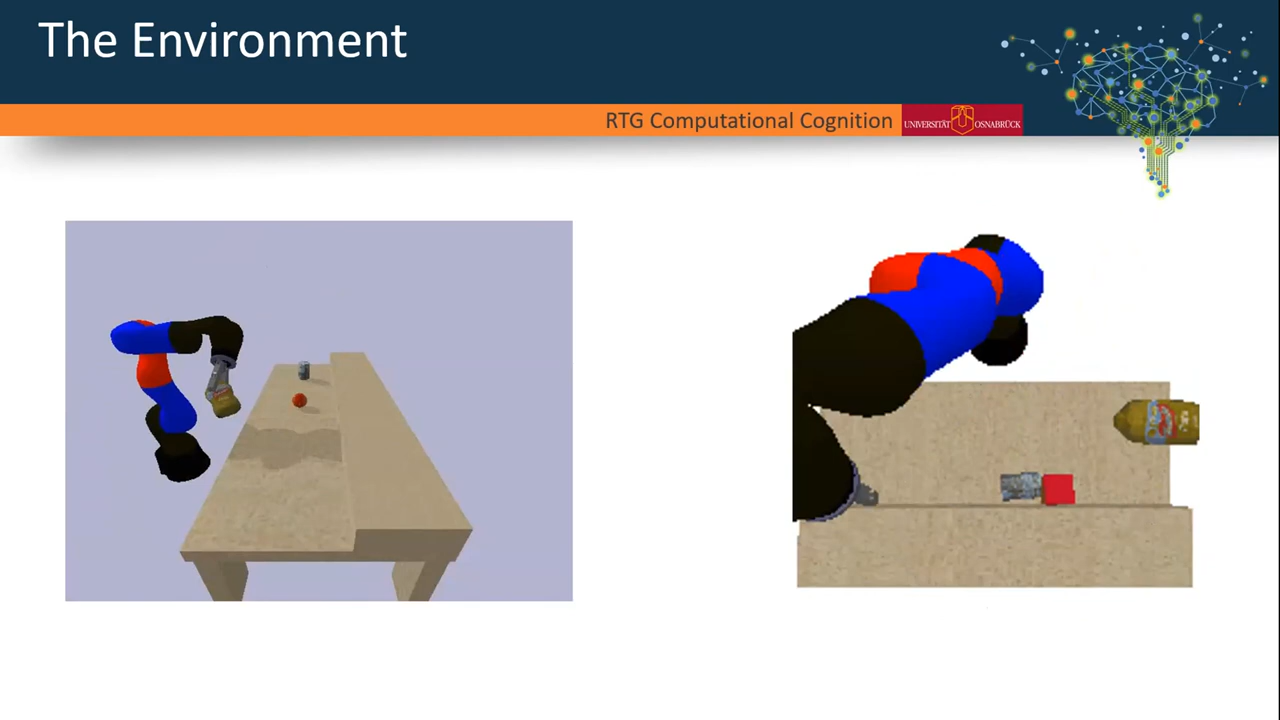 The Environment
RTG Computational Cognition
UNIVERSITÄT OSNABRÜCK